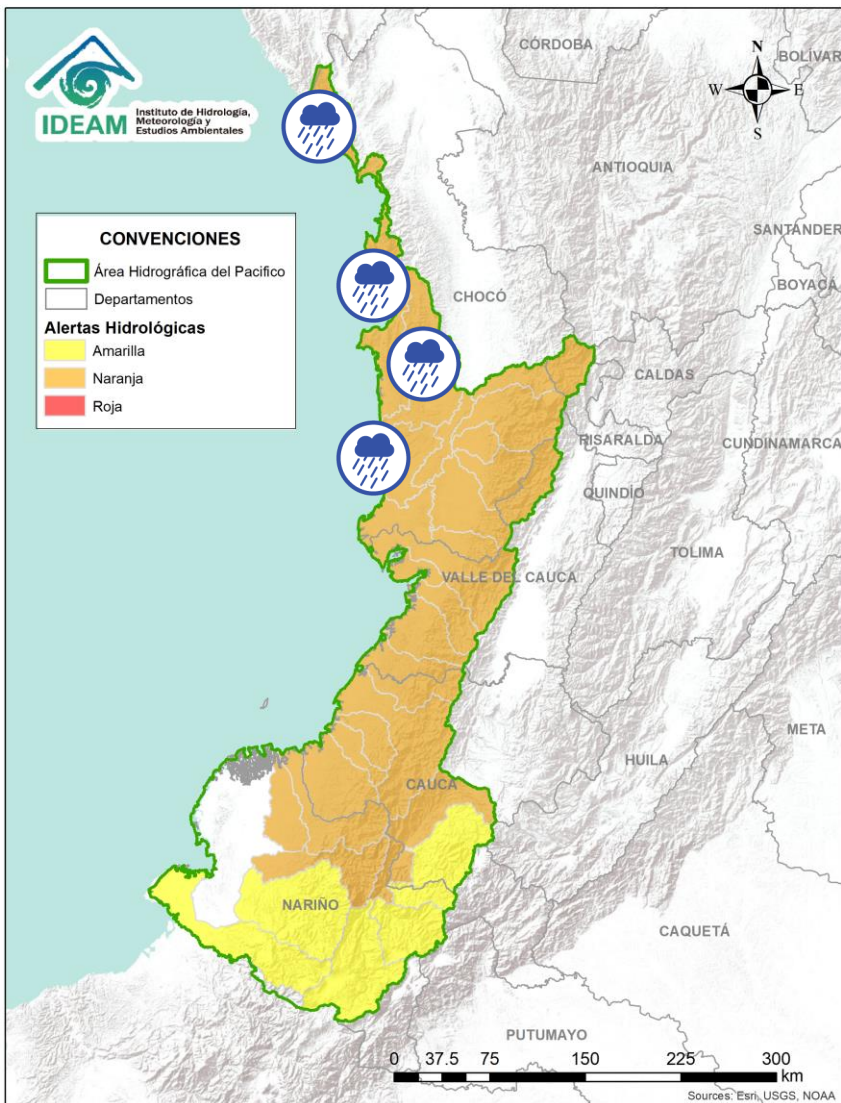 IDEAM
Instituto de Hidrología,
Meteorología y
Estudios Ambientales
CÓRDOBA
BOLÍVAR
N
W
E
S
ANTIOQUIA
SANTANDER
BOYACÁ
CONVENCIONES
Área Hidrográfica del Pacifico
Departamentos
Alertas Hidrológicas
Amarilla
Naranja
Roja
CHOCÓ
CALDAS
RISARALDA
CUNDINAMARCA
QUINDÍO
TOLIMA
VALLE DEL CAUCA
META
HUILA
CAUCA
NARIÑO
CAQUETÁ
PUTUMAYO
0 37.5 75 150 225 300
km
Sources: Esri, USGS, NOAA